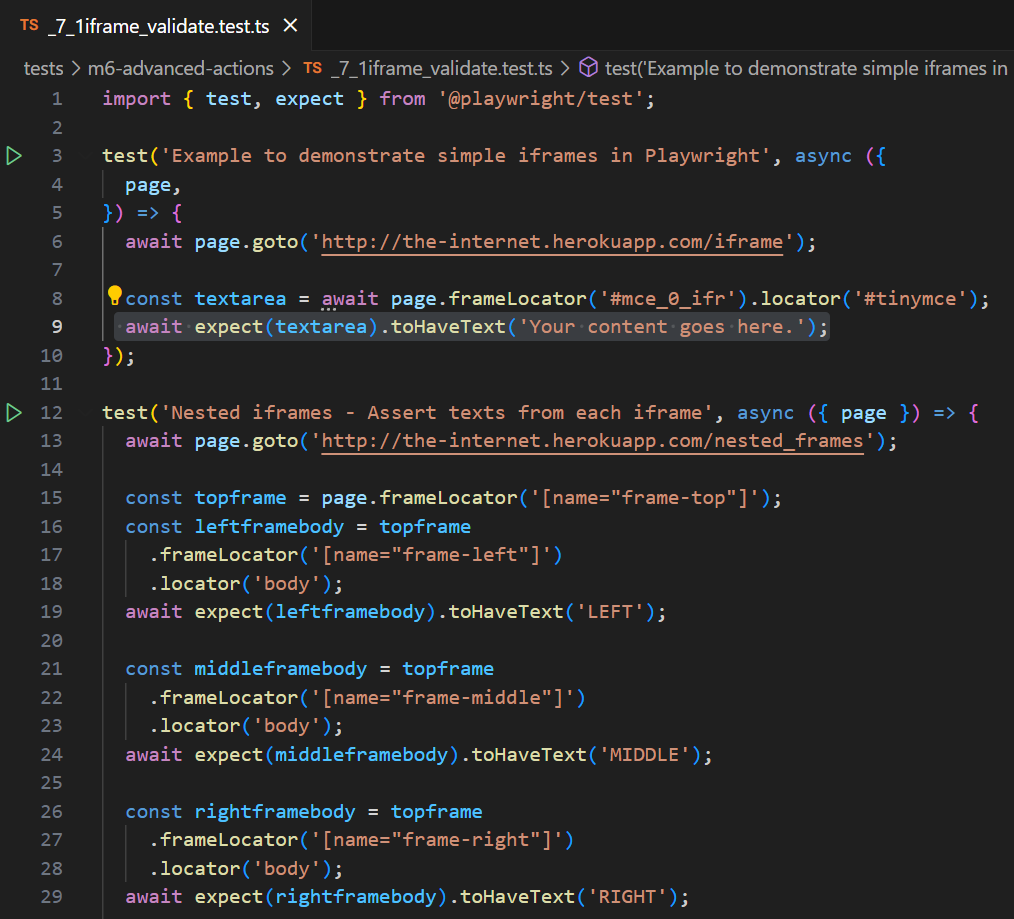 TS _7_1iframe_validate.test.ts ×
tests > m6-advanced-actions > TS _7_1iframe_validate.test.ts > test('Example to demonstrate simple iframes in
1 import { test, expect } from '@playwright/test';
2
3 test('Example to demonstrate simple iframes in Playwright', async ({
4   page,
5 }) => {
6   await page.goto('http://the-internet.herokuapp.com/iframe');
7
8   const textarea = await page.frameLocator('#mce_0_ifr').locator('#tinymce');
9   await expect(textarea).toHaveText('Your content goes here.');
10 });
11
12 test('Nested iframes - Assert texts from each iframe', async ({ page }) => {
13   await page.goto('http://the-internet.herokuapp.com/nested_frames');
14
15   const topframe = page.frameLocator('[name="frame-top"]');
16   const leftframebody = topframe
17     .frameLocator('[name="frame-left"]')
18     .locator('body');
19   await expect(leftframebody).toHaveText('LEFT');
20
21   const middleframebody = topframe
22     .frameLocator('[name="frame-middle"]')
23     .locator('body');
24   await expect(middleframebody).toHaveText('MIDDLE');
25
26   const rightframebody = topframe
27     .frameLocator('[name="frame-right"]')
28     .locator('body');
29   await expect(rightframebody).toHaveText('RIGHT');